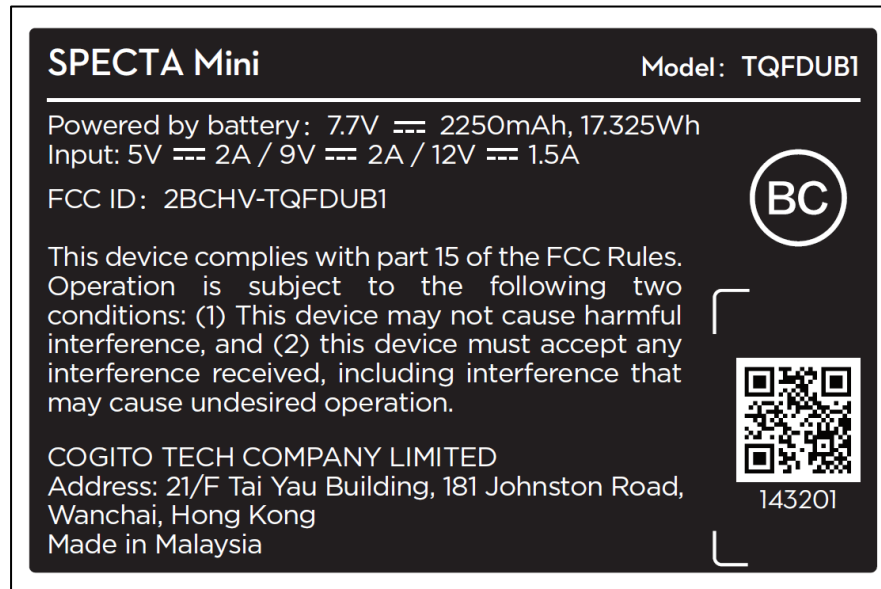 SPECTA Mini
Model: TQFDUB1
Powered by battery: 7.7V ⎓ 2250mAh, 17.325Wh
Input: 5V ⎓ 2A / 9V ⎓ 2A / 12V ⎓ 1.5A
FCC ID: 2BCHV-TQFDUB1
BC
This device complies with part 15 of the FCC Rules.
Operation is subject to the following two
conditions: (1) This device may not cause harmful
interference, and (2) this device must accept any
interference received, including interference that
may cause undesired operation.
COGITO TECH COMPANY LIMITED
Address: 21/F Tai Yau Building, 181 Johnston Road,
Wanchai, Hong Kong
Made in Malaysia
143201